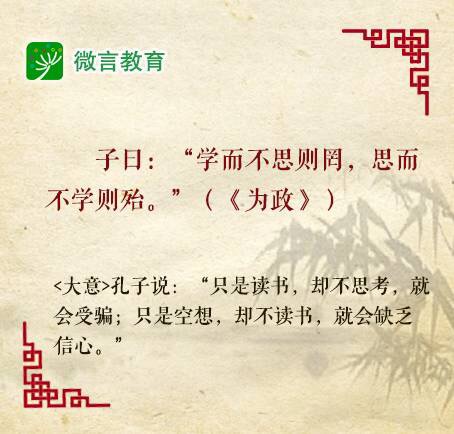 微言教育
子曰：“学而不思则罔，思而
不学则殆。”（《为政》）
<大意>孔子说：“只是读书，却不思考，就
会受骗；只是空想，却不读书，就会缺乏
信心。”